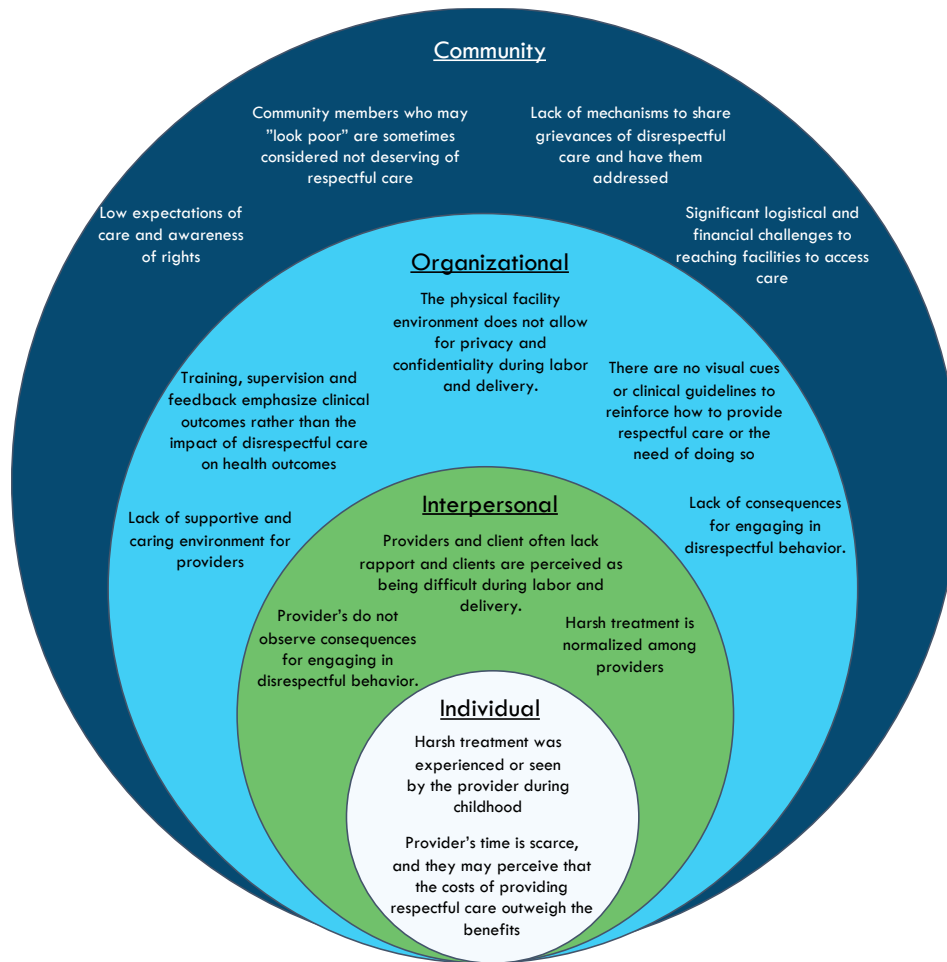 Community
Community members who may
”look poor” are sometimes
considered not deserving of
respectful care
Lack of mechanisms to share
grievances of disrespectful
care and have them
addressed
Low expectations of
care and awareness
of rights
Significant logistical and
financial challenges to
reaching facilities to access
care
Organizational
The physical facility
environment does not allow
for privacy and
confidentiality during labor
and delivery.
Training, supervision and
feedback emphasize clinical
outcomes rather than the
impact of disrespectful care
on health outcomes
There are no visual cues
or clinical guidelines to
reinforce how to provide
respectful care or the
need of doing so
Lack of supportive and
caring environment for
providers
Lack of consequences
for engaging in
disrespectful behavior.
Interpersonal
Providers and client often lack
rapport and clients are perceived as
being difficult during labor and
delivery.
Provider's do not
observe consequences
for engaging in
disrespectful behavior.
Harsh treatment is
normalized among
providers
Individual
Harsh treatment was
experienced or seen
by the provider during
childhood
Provider's time is scarce,
and they may perceive that
the costs of providing
respectful care outweigh the
benefits